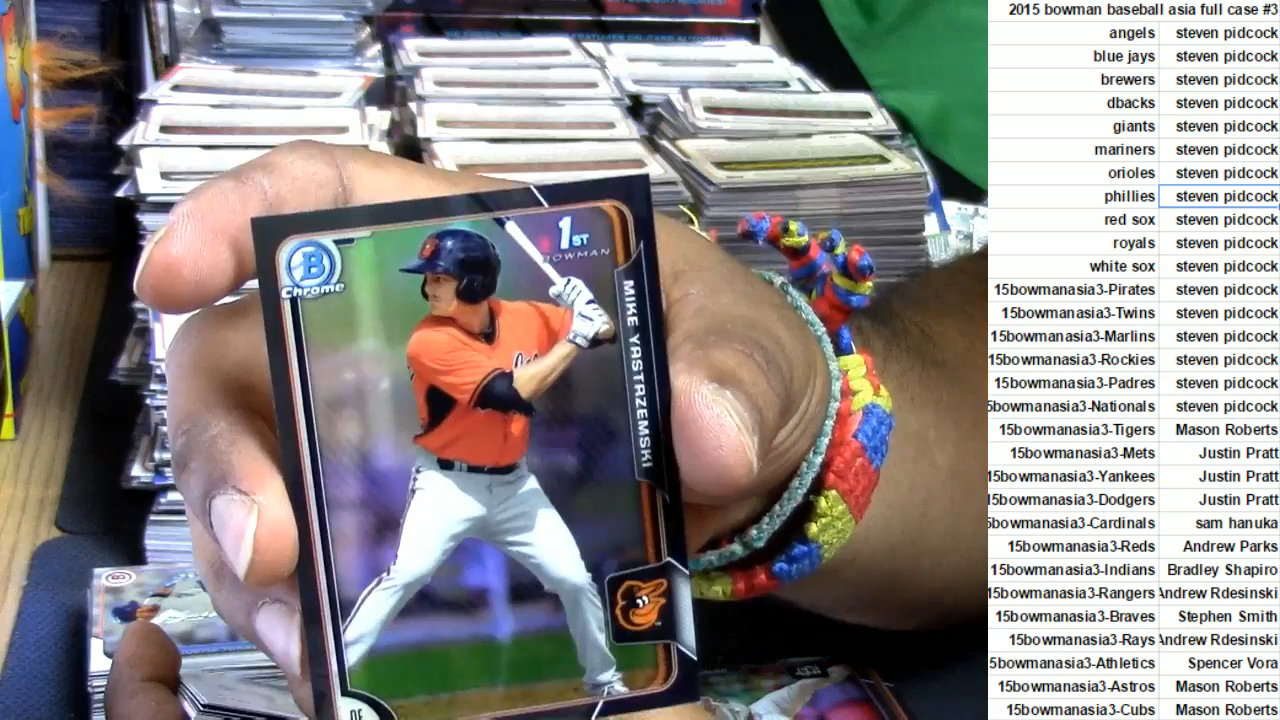 B
Chrome
1ST
BOWMAN
MIKE YASTRZEMSKI
OF
2015 bowman baseball asia full case #3
angels steven pidcock
blue jays steven pidcock
brewers steven pidcock
dbacks steven pidcock
giants steven pidcock
mariners steven pidcock
orioles steven pidcock
phillies steven pidcock
red sox steven pidcock
royals steven pidcock
white sox steven pidcock
15bowmanasia3-Pirates steven pidcock
15bowmanasia3-Twins steven pidcock
15bowmanasia3-Marlins steven pidcock
15bowmanasia3-Rockies steven pidcock
15bowmanasia3-Padres steven pidcock
5bowmanasia3-Nationals steven pidcock
15bowmanasia3-Tigers Mason Roberts
15bowmanasia3-Mets Justin Pratt
15bowmanasia3-Yankees Justin Pratt
15bowmanasia3-Dodgers Justin Pratt
5bowmanasia3-Cardinals sam hanuka
15bowmanasia3-Reds Andrew Parks
15bowmanasia3-Indians Bradley Shapiro
15bowmanasia3-Rangers Andrew Rdesinski
15bowmanasia3-Braves Stephen Smith
15bowmanasia3-Rays Andrew Rdesinski
5bowmanasia3-Athletics Spencer Vora
15bowmanasia3-Astros Mason Roberts
15bowmanasia3-Cubs Mason Roberts